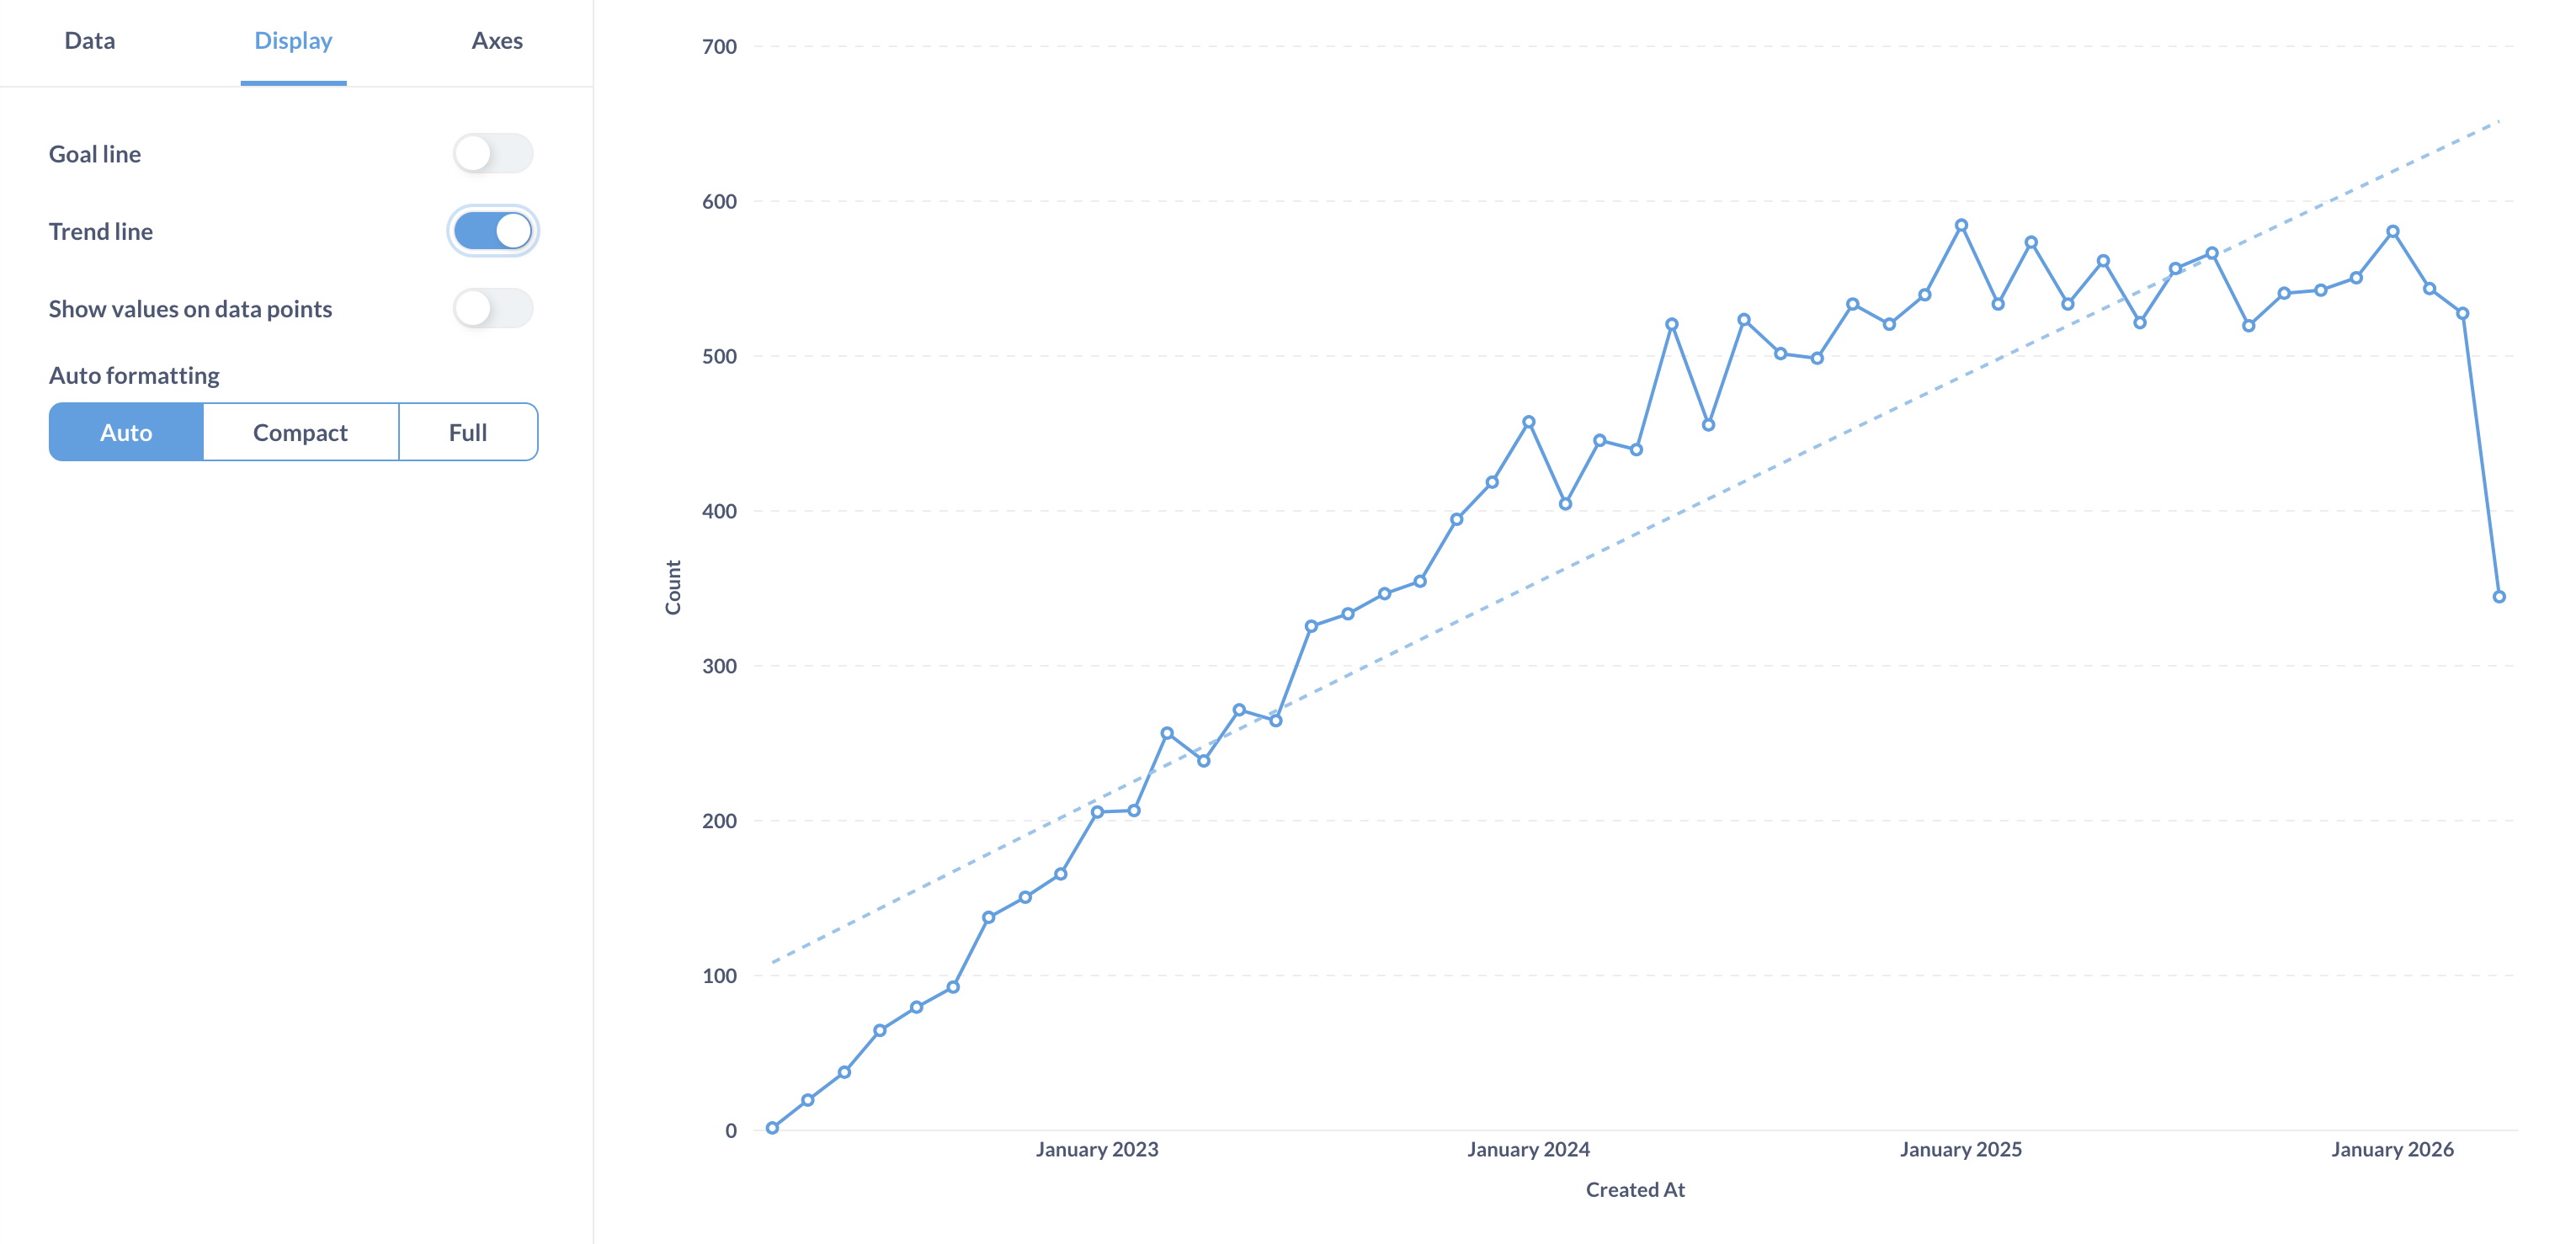 Data Display Axes
Goal line
Trend line
Show values on data points
Auto formatting
Auto Compact Full
700
600
500
400
300
200
100
0
Count
January 2023 January 2024 January 2025 January 2026
Created At